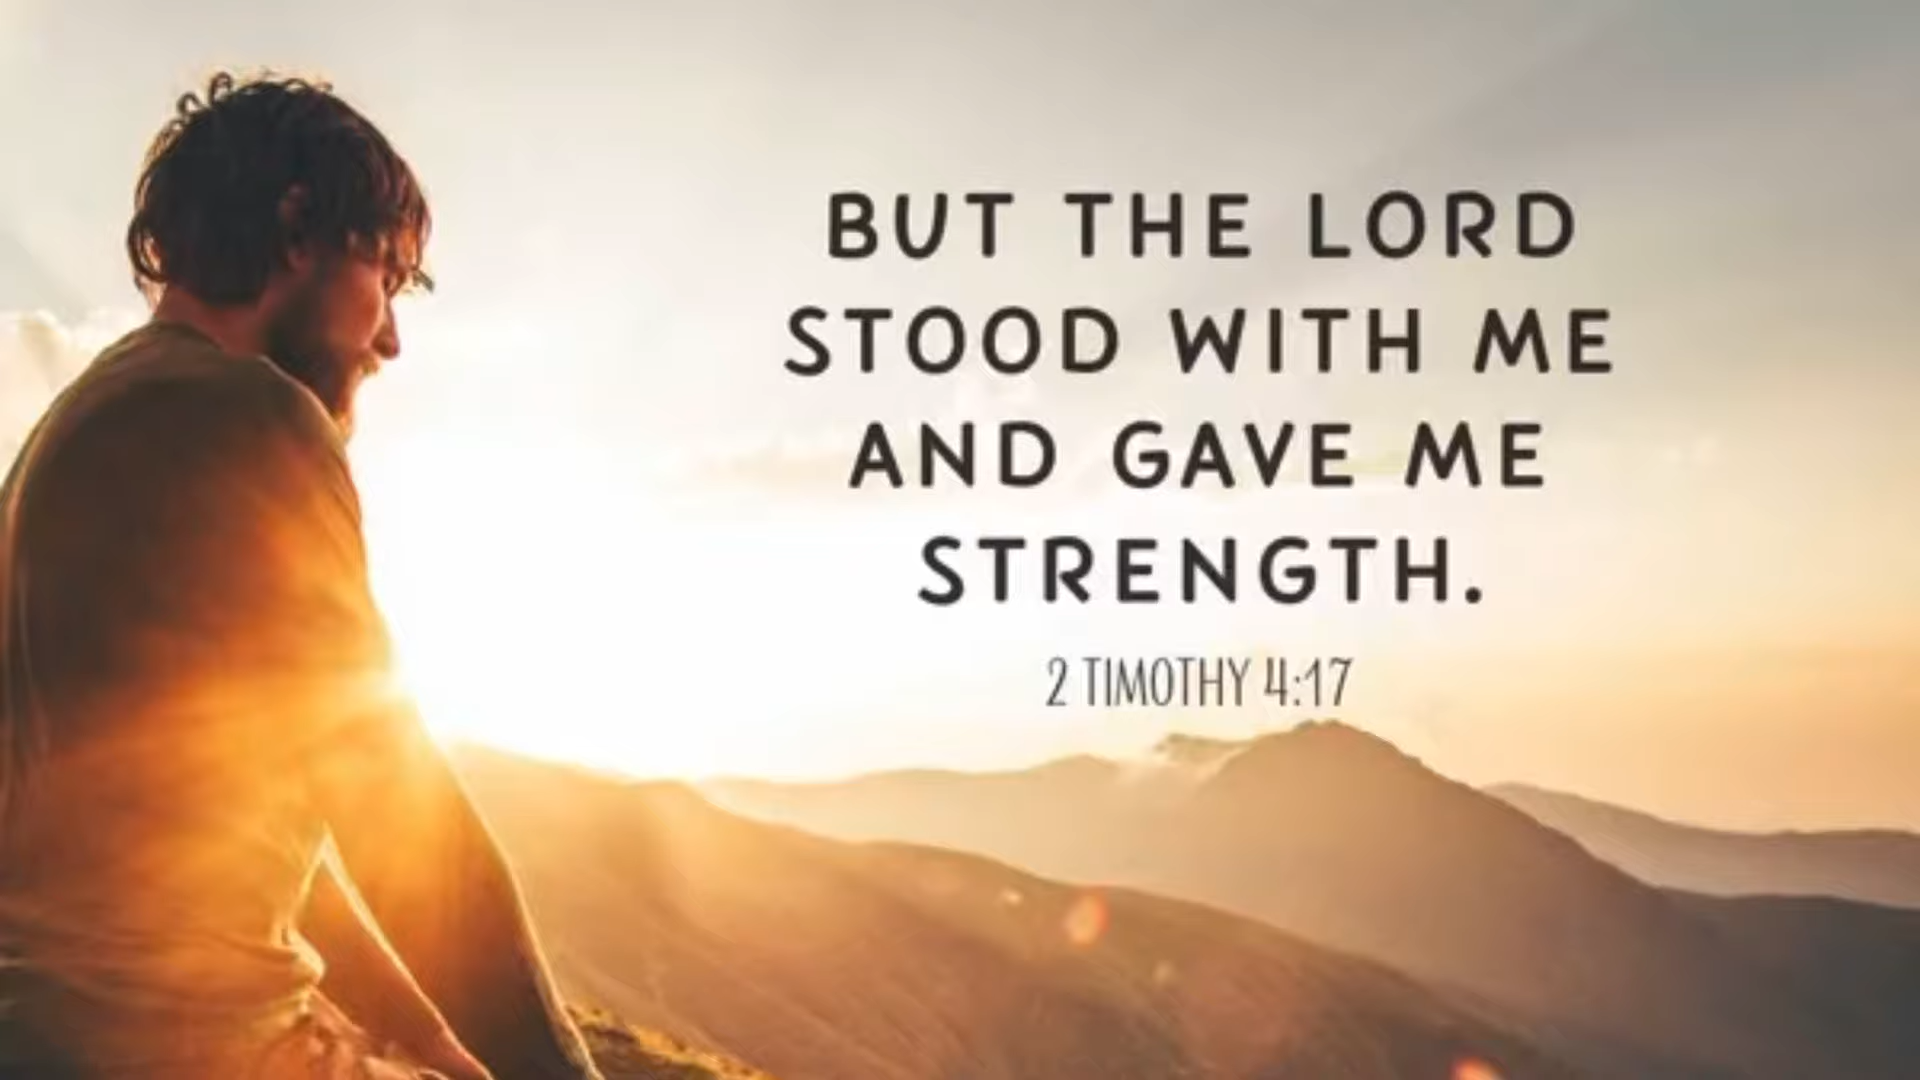 BUT THE LORD
STOOD WITH ME
AND GAVE ME
STRENGTH.
2 TIMOTHY 4:17